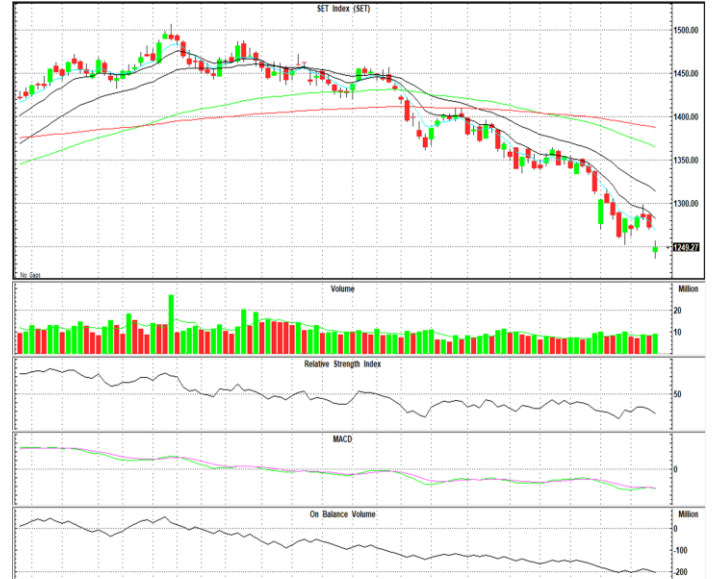 SET Index (SET)
1500.00
1450.00
1400.00
1350.00
1300.00
1249.27
No Gaps
Volume
Million
20
10
Relative Strength Index
50
MACD
0
On Balance Volume
Million
0
-100
-200